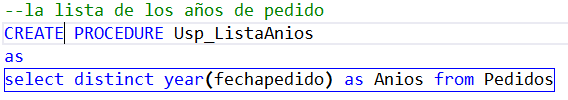 --la lista de los años de pedido
CREATE PROCEDURE Usp_ListaAnios
as
select distinct year(fechapedido) as Anios from Pedidos